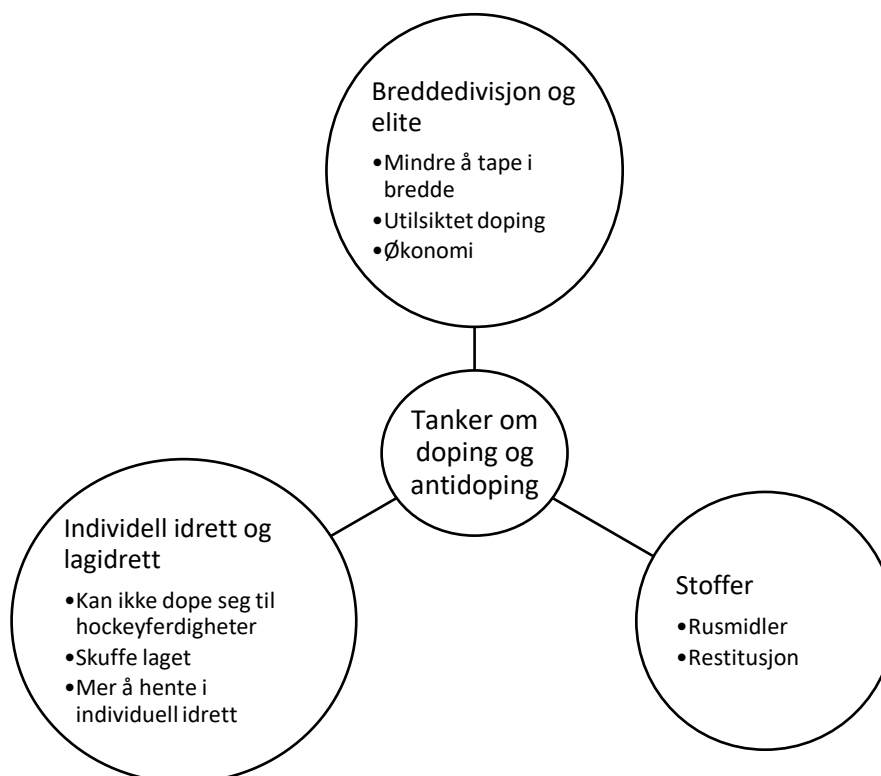 Breddedivisjon og
elite
•Mindre å tape i
bredde
•Utilsiktet doping
•Økonomi
Tanker om
doping og
antidoping
Individell idrett og
lagidrett
•Kan ikke dope seg til
hockeyferdigheter
•Skuffe laget
•Mer å hente i
individuell idrett
Stoffer
•Rusmidler
•Restitusjon